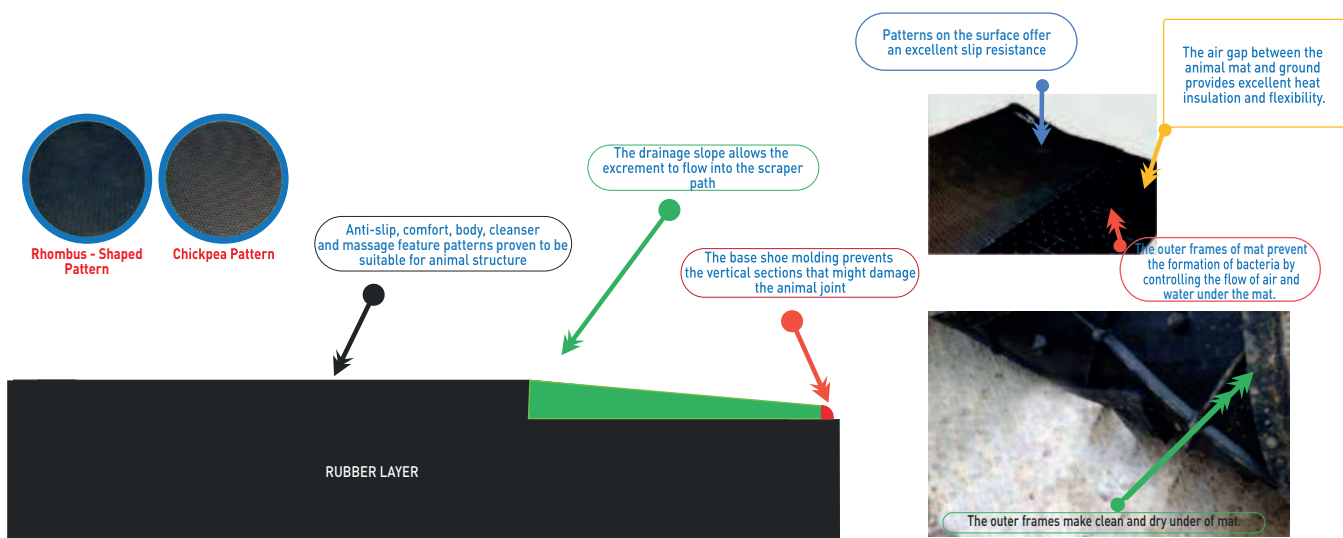 Patterns on the surface offer
an excellent slip resistance
The air gap between the
animal mat and ground
provides excellent heat
insulation and flexibility.
The drainage slope allows the
excrement to flow into the scraper
path
Anti-slip, comfort, body, cleanser
and massage feature patterns proven to be
suitable for animal structure
Rhombus - Shaped
Pattern
Chickpea Pattern
The base shoe molding prevents
the vertical sections that might damage
the animal joint
The outer frames of mat prevent
the formation of bacteria by
controlling the flow of air and
water under the mat.
RUBBER LAYER
The outer frames make clean and dry under of mat.